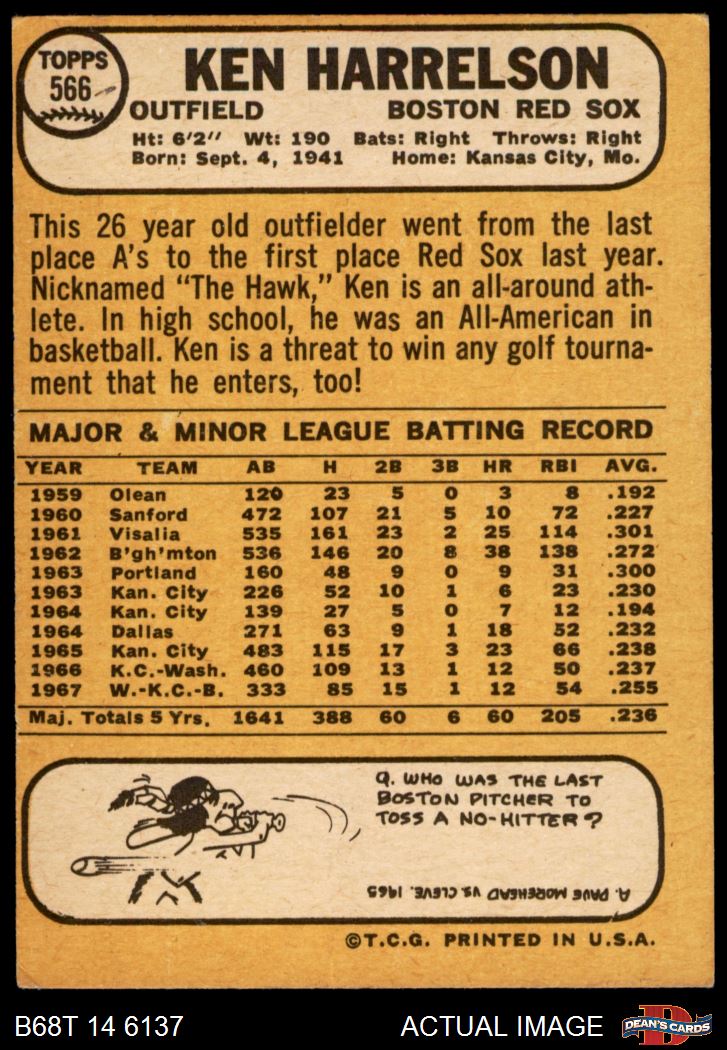 TOPPS
566
KEN HARRELSON
OUTFIELD BOSTON RED SOX
Ht: 6'2" Wt: 190 Bats: Right Throws: Right
Born: Sept. 4, 1941 Home: Kansas City, Mo.
This 26 year old outfielder went from the last
place A's to the first place Red Sox last year.
Nicknamed "The Hawk," Ken is an all-around ath-
lete. In high school, he was an All-American in
basketball. Ken is a threat to win any golf tourna-
ment that he enters, too!
MAJOR & MINOR LEAGUE BATTING RECORD
YEAR TEAM AB H 2B 3B HR RBI AVG.
1959 Olean 120 23 5 0 3 8 .192
1960 Sanford 472 107 21 5 10 72 .227
1961 Visalia 535 161 23 2 25 114 .301
1962 B'gh'mton 536 146 20 8 38 138 .272
1963 Portland 160 48 9 0 9 31 .300
1963 Kan. City 226 52 10 1 6 23 .230
1964 Kan. City 139 27 5 0 7 12 .194
1964 Dallas 271 63 9 1 18 52 .232
1965 Kan. City 483 115 17 3 23 66 .238
1966 K.C.-Wash. 460 109 13 1 12 50 .237
1967 W.-K.C.-B. 333 85 15 1 12 54 .255
Maj. Totals 5 Yrs. 1641 388 60 6 60 205 .236
Q. WHO WAS THE LAST
BOSTON PITCHER TO
TOSS A NO-HITTER?
A. DAVE MOREHEAD VS. CLEVE. 1965
©T.C.G. PRINTED IN U.S.A.
B68T 14 6137 ACTUAL IMAGE
DEAN'S CARDS